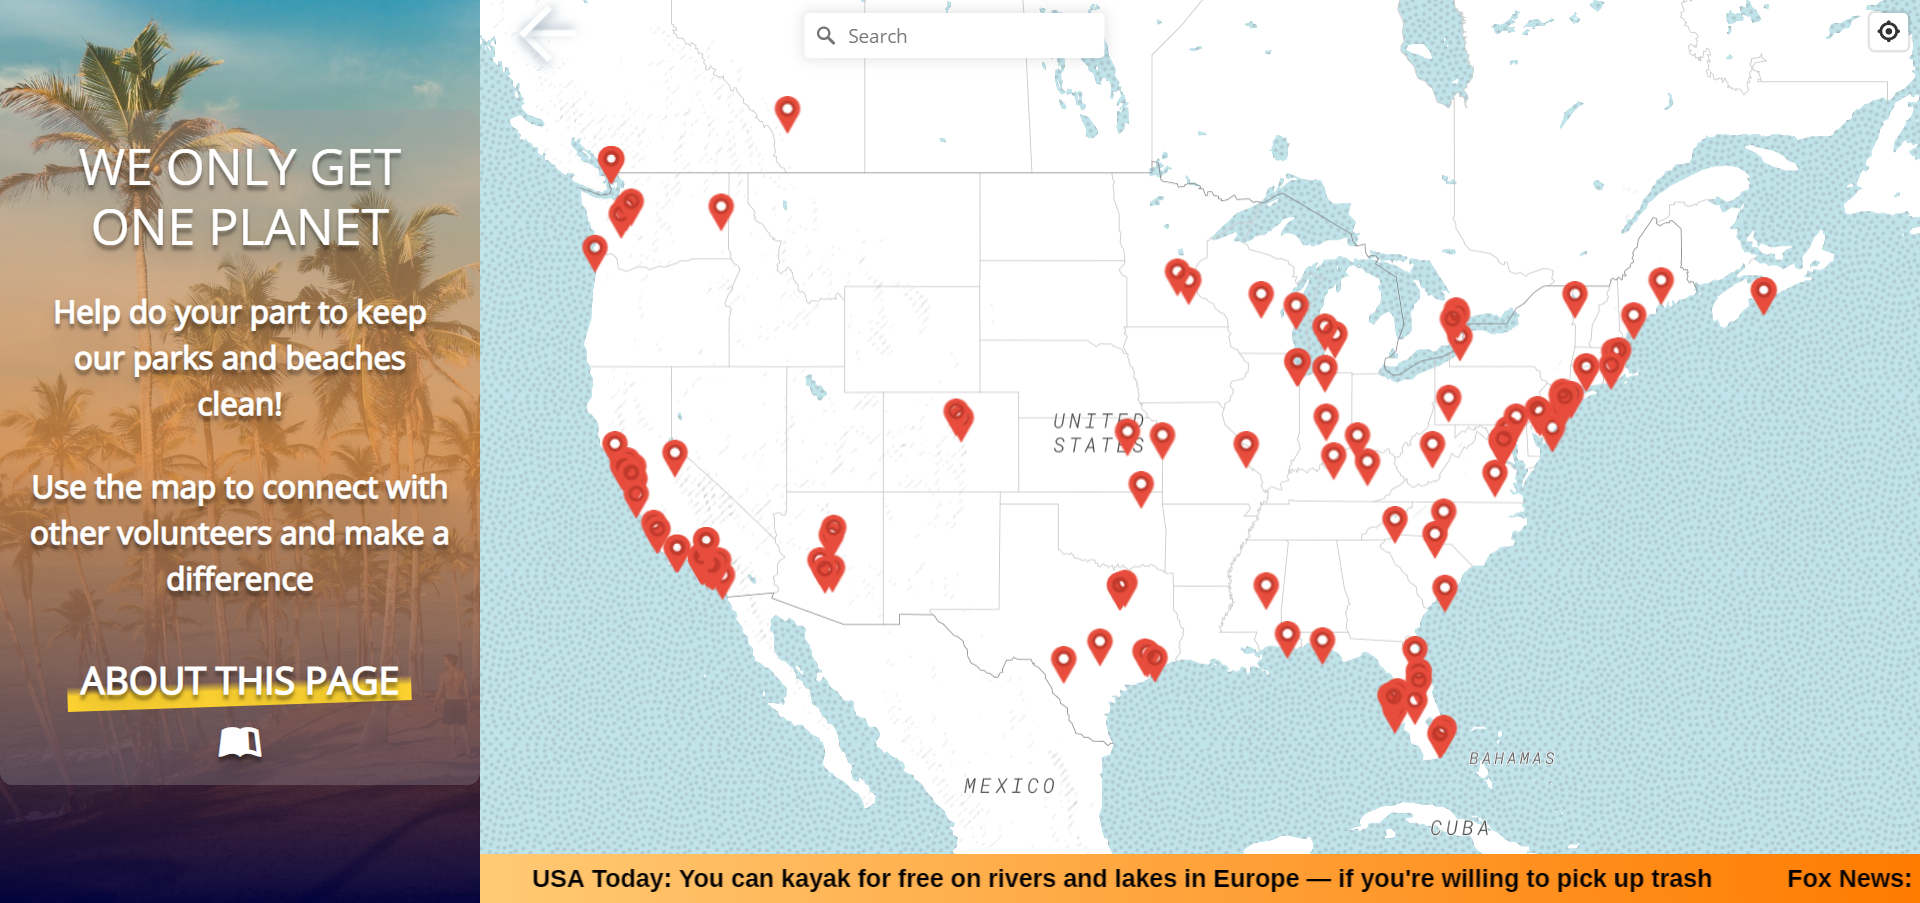 WE ONLY GET
ONE PLANET
Help do your part to keep
our parks and beaches
clean!
Use the map to connect with
other volunteers and make a
difference
ABOUT THIS PAGE
Search
UNITED
STATES
MEXICO
BAHAMAS
CUBA
USA Today: You can kayak for free on rivers and lakes in Europe — if you're willing to pick up trash
Fox News: